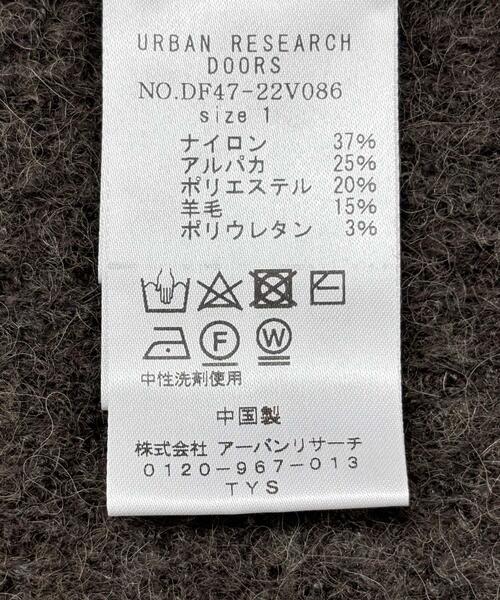 URBAN RESEARCH
DOORS
NO.DF47-22V086
size 1
ナイロン 37%
アルパカ 25%
ポリエステル 20%
羊毛 15%
ポリウレタン 3%
F W
中性洗剤使用
中国製
株式会社 アーバンリサーチ
0120-967-013
TYS